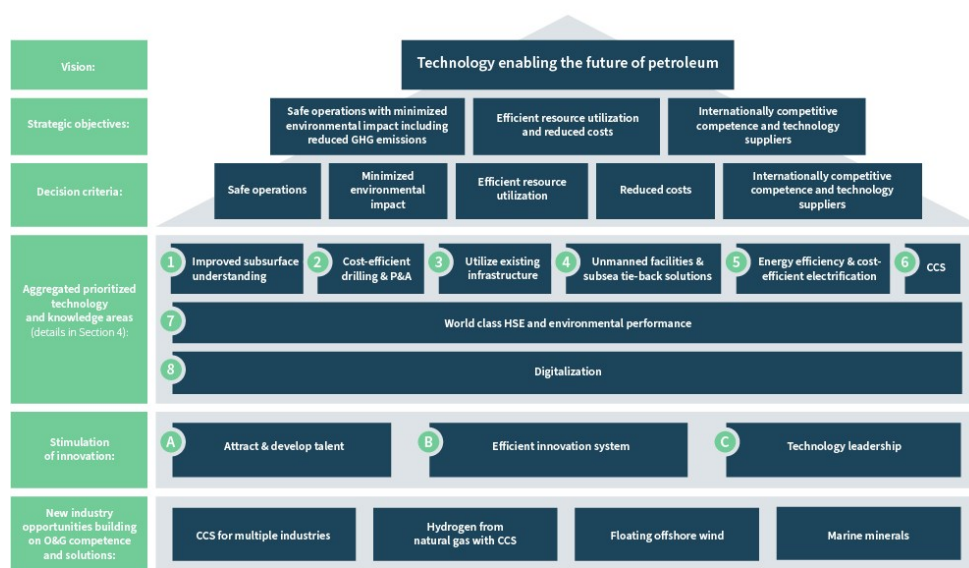 Vision:
Technology enabling the future of petroleum
Strategic objectives:
Safe operations with minimized
environmental impact including
reduced GHG emissions
Efficient resource utilization
and reduced costs
Internationally competitive
competence and technology
suppliers
Decision criteria:
Safe operations
Minimized
environmental
impact
Efficient resource
utilization
Reduced costs
Internationally competitive
competence and technology
suppliers
Aggregated prioritized
technology
and knowledge areas
(details in Section 4):
1
Improved subsurface
understanding
2
Cost-efficient
drilling & P&A
3
Utilize existing
infrastructure
4
Unmanned facilities &
subsea tie-back solutions
5
Energy efficiency & cost-
efficient electrification
6
CCS
7
World class HSE and environmental performance
8
Digitalization
Stimulation
of innovation:
A
Attract & develop talent
B
Efficient innovation system
C
Technology leadership
New industry
opportunities building
on O&G competence
and solutions:
CCS for multiple industries
Hydrogen from
natural gas with CCS
Floating offshore wind
Marine minerals